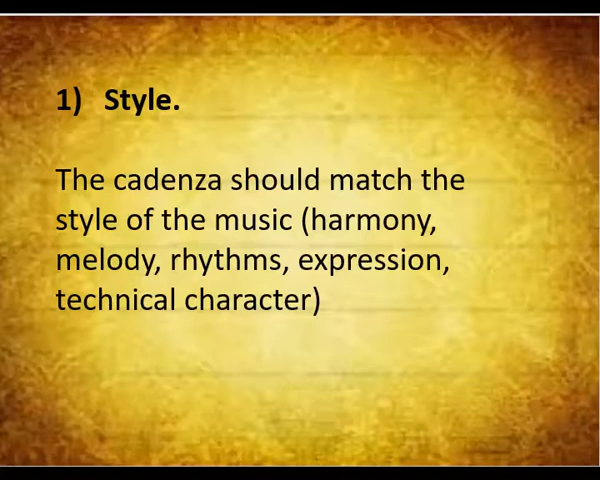 1) Style.
The cadenza should match the
style of the music (harmony,
melody, rhythms, expression,
technical character)